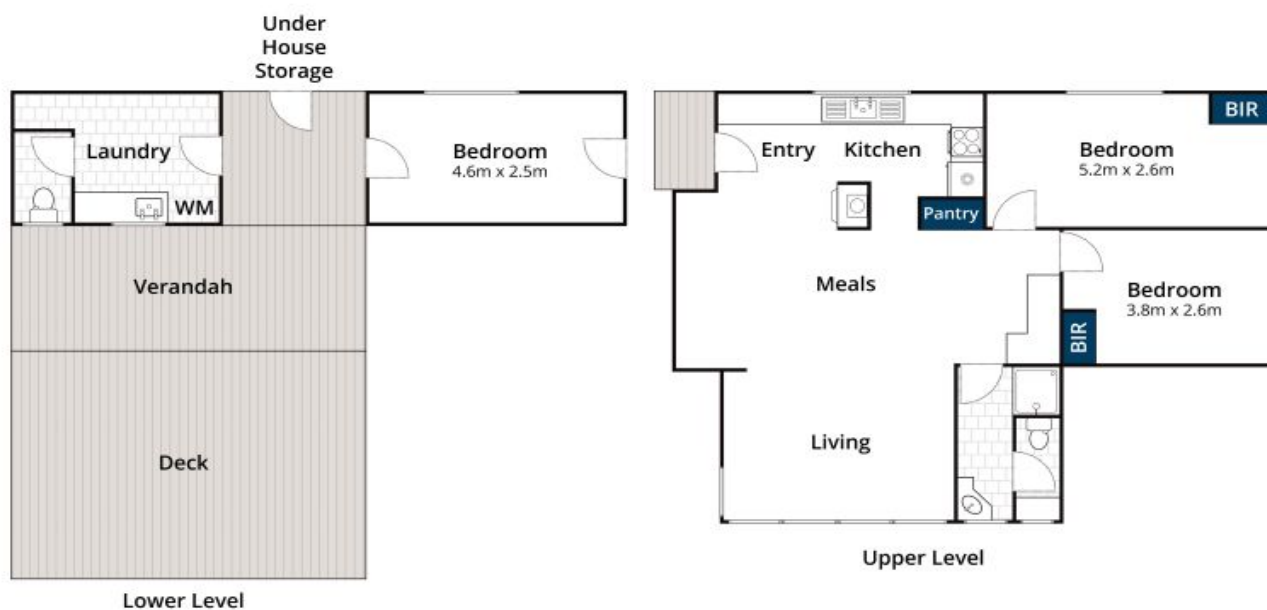 Under
House
Storage
Laundry
WM
Bedroom
4.6m x 2.5m
Verandah
Deck
Lower Level
Entry
Kitchen
Pantry
BIR
Bedroom
5.2m x 2.6m
Meals
Bedroom
3.8m x 2.6m
BIR
Living
Upper Level